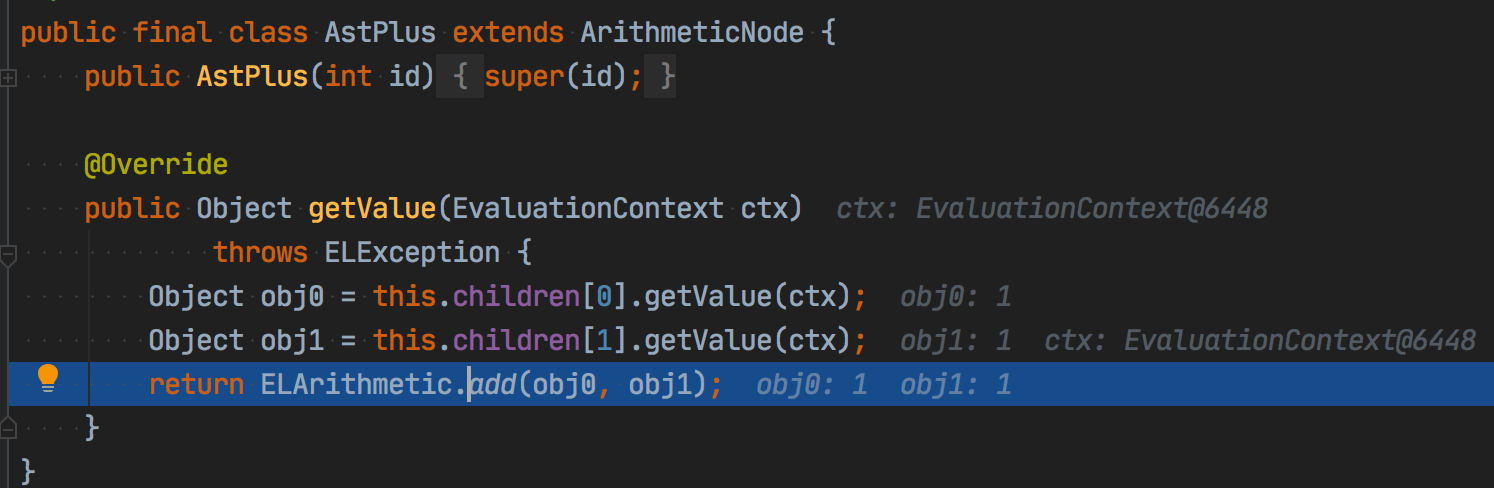 public final class AstPlus extends ArithmeticNode {
public AstPlus(int id) { super(id); }
@Override
public Object getValue(EvaluationContext ctx) ctx: EvaluationContext@6448
throws ELException {
Object obj0 = this.children[0].getValue(ctx); obj0: 1
Object obj1 = this.children[1].getValue(ctx); obj1: 1 ctx: EvaluationContext@6448
return ELArithmetic.add(obj0, obj1); obj0: 1 obj1: 1
}
}